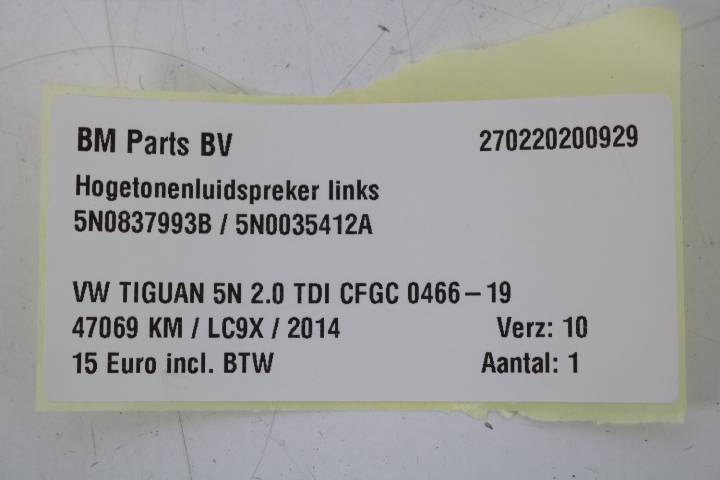 BM Parts BV 270220200929
Hogetonenluidspreker links
5N0837993B / 5N0035412A
VW TIGUAN 5N 2.0 TDI CFGC 0466-19
47069 KM / LC9X / 2014 Verz: 10
15 Euro incl. BTW Aantal: 1